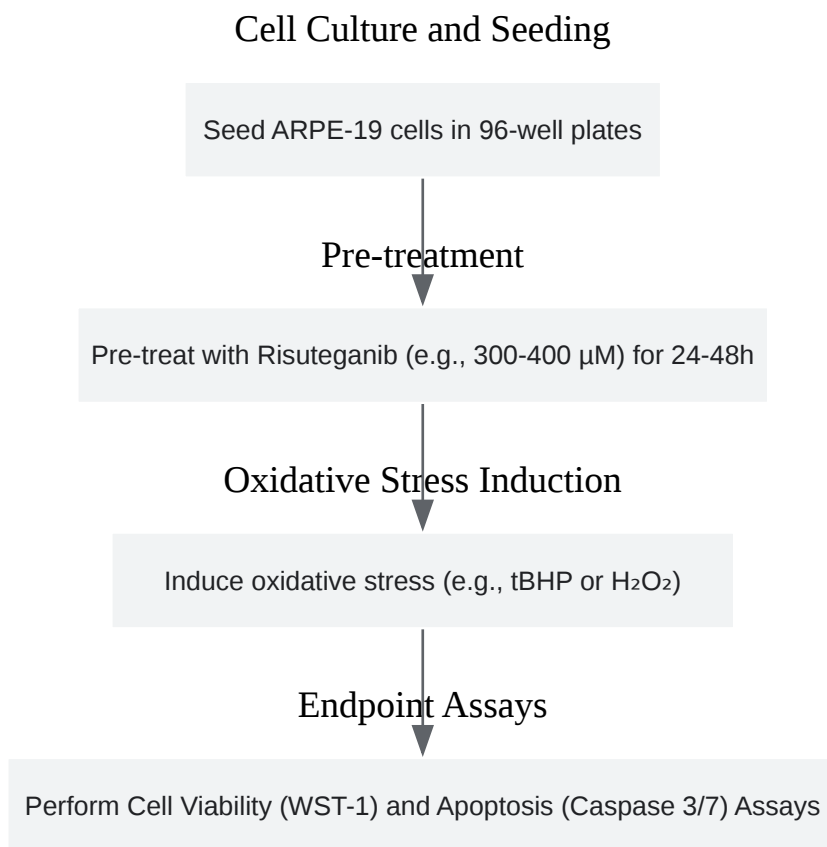 Cell Culture and Seeding
Seed ARPE-19 cells in 96-well plates
Pre-treatment
Pre-treat with Risuteganib (e.g., 300-400 µM) for 24-48h
Oxidative Stress Induction
Induce oxidative stress (e.g., tBHP or H₂O₂)
Endpoint Assays
Perform Cell Viability (WST-1) and Apoptosis (Caspase 3/7) Assays